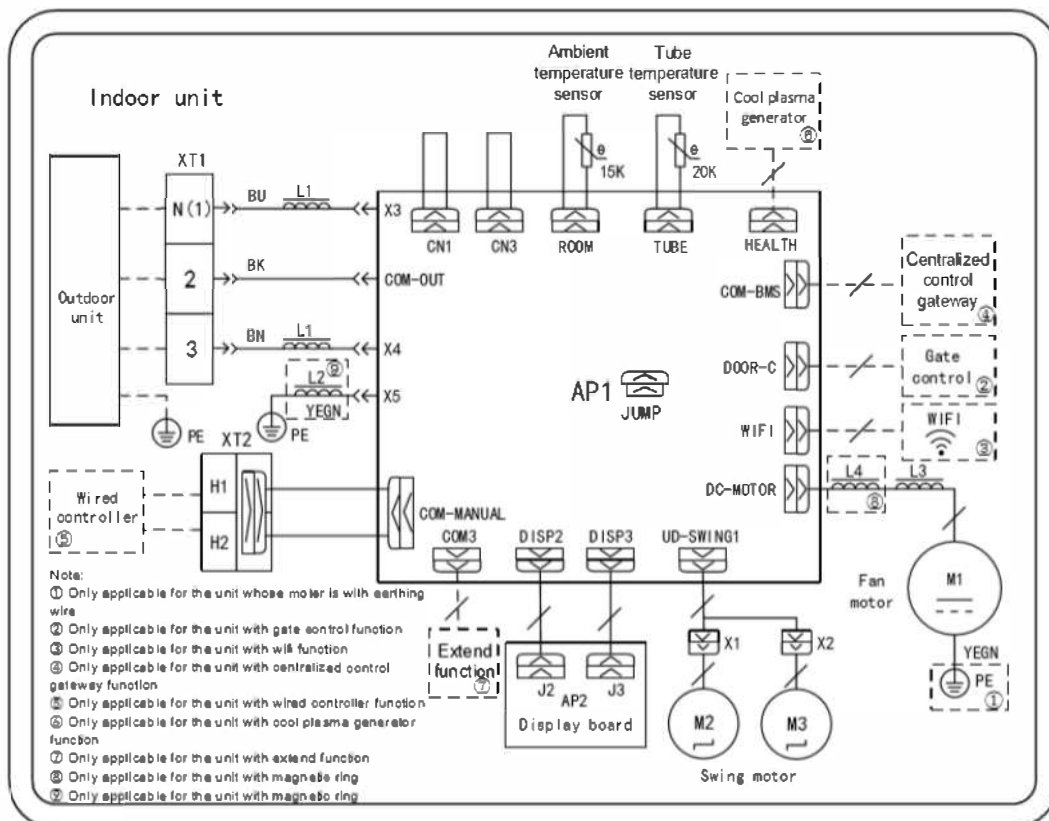 Indoor unit
Ambient
temperature
sensor
Tube
temperature
sensor
Cool plasma
generator
⑥
θ
15K
θ
20K
XT1
N(1)
2
3
BU
L1
X3
BK
COM-OUT
BN
L1
X4
⑨
L2
YEGN
X5
PE
PE
Outdoor
unit
CN1
CN3
ROOM
TUBE
HEALTH
COM-BMS
Centralized
control
gateway
④
DOOR-C
Gate
control
②
AP1
JUMP
WIFI
WIFI
③
DC-MOTOR
L4
⑧
L3
XT2
H1
H2
Wired
controller
⑤
COM-MANUAL
COM3
DISP2
DISP3
UD-SWING1
Fan
motor
M1
YEGN
PE
①
Extend
function
⑦
J2
J3
AP2
Display board
X1
X2
M2
M3
Swing motor
Note:
① Only applicable for the unit whose moter is with earthing
wire
② Only applicable for the unit with gate control function
③ Only applicable for the unit with wifi function
④ Only applicable for the unit with centralized control
gateway function
⑤ Only applicable for the unit with wired controller function
⑥ Only applicable for the unit with cool plasma generator
function
⑦ Only applicable for the unit with extend function
⑧ Only applicable for the unit with magnetic ring
⑨ Only applicable for the unit with magnetic ring